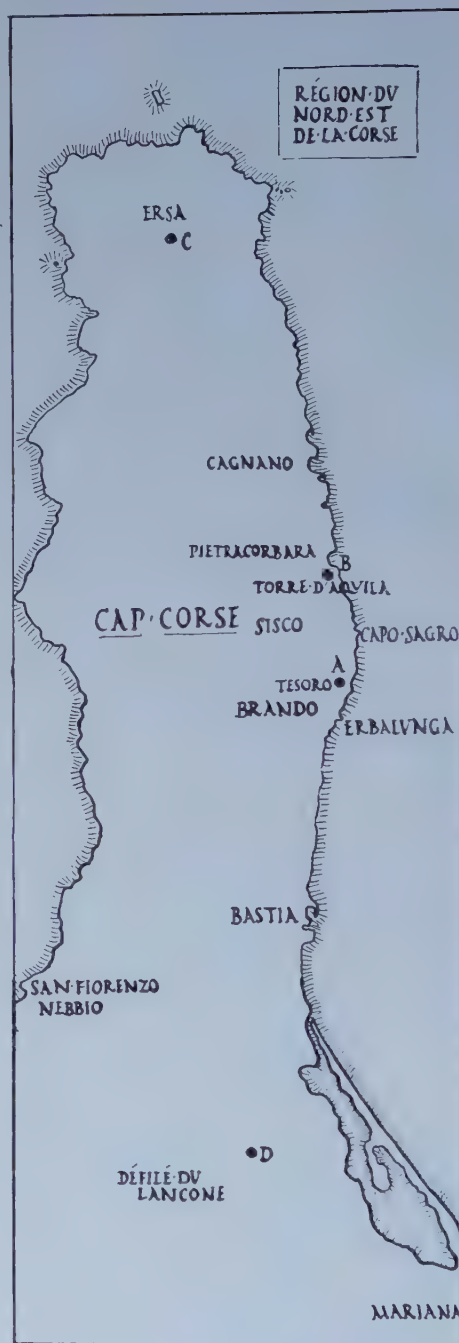 RÉGION·DV
NORD·EST
DE·LA·CORSE
ERSA
C
CAGNANO
PIETRACORBARA
B
TORRE·D'AQVILA
CAP·CORSE
SISCO
CAPO·SAGRO
A
TESORO
BRANDO
ERBALVNGA
BASTIA
SAN·FIORENZO
NEBBIO
D
DÉFILÉ·DV
LANCONE
MARIANA